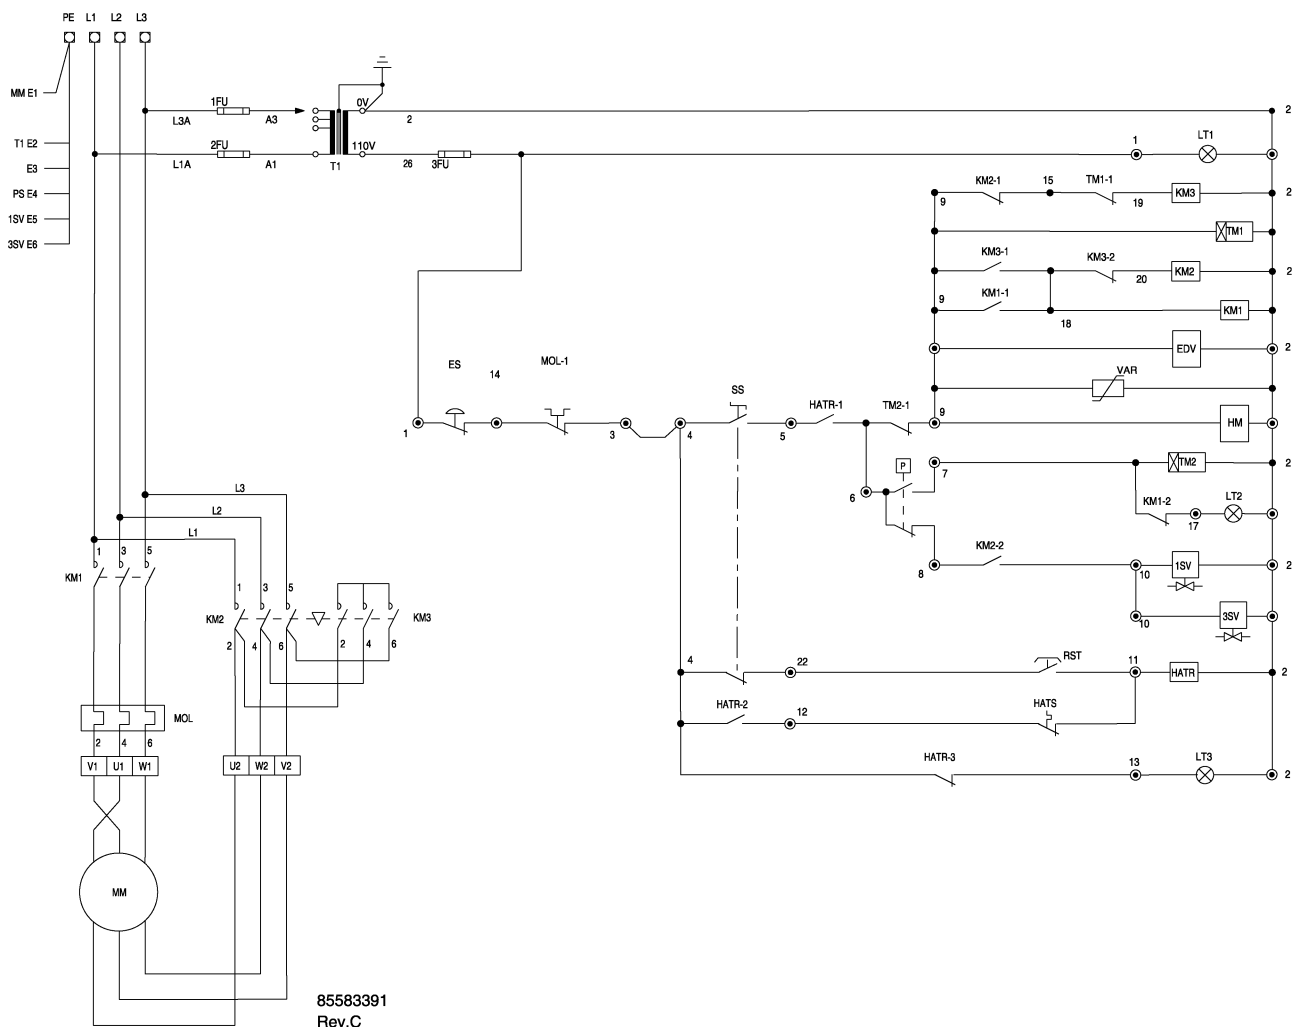 PE L1 L2 L3
MM E1
1FU 0V
L3A A3 2 2
T1 E2 2FU 110V 1 LT1
E3 L1A A1 T1 26 3FU
PS E4 9 KM2-1 15 TM1-1 19 KM3 2
1SV E5
3SV E6 TM1
KM3-1 KM3-2 20 KM2 2
9 KM1-1 18 KM1
EDV 2
ES 14 MOL-1 VAR
SS HATR-1 TM2-1 9 HM
1 3 4 5
P 7 TM2 2
L3 6 KM1-2 17 LT2
L2
L1
1 3 5 KM2-2
KM1 8 10 1SV 2
1 3 5
KM2 KM3 10 3SV
2 4 6 2 4 6
4 22 RST 11 HATR 2
MOL HATR-2 12 HATS
2 4 6
V1 U1 W1 U2 W2 V2 HATR-3 13 LT3 2
MM
85583391
Rev.C